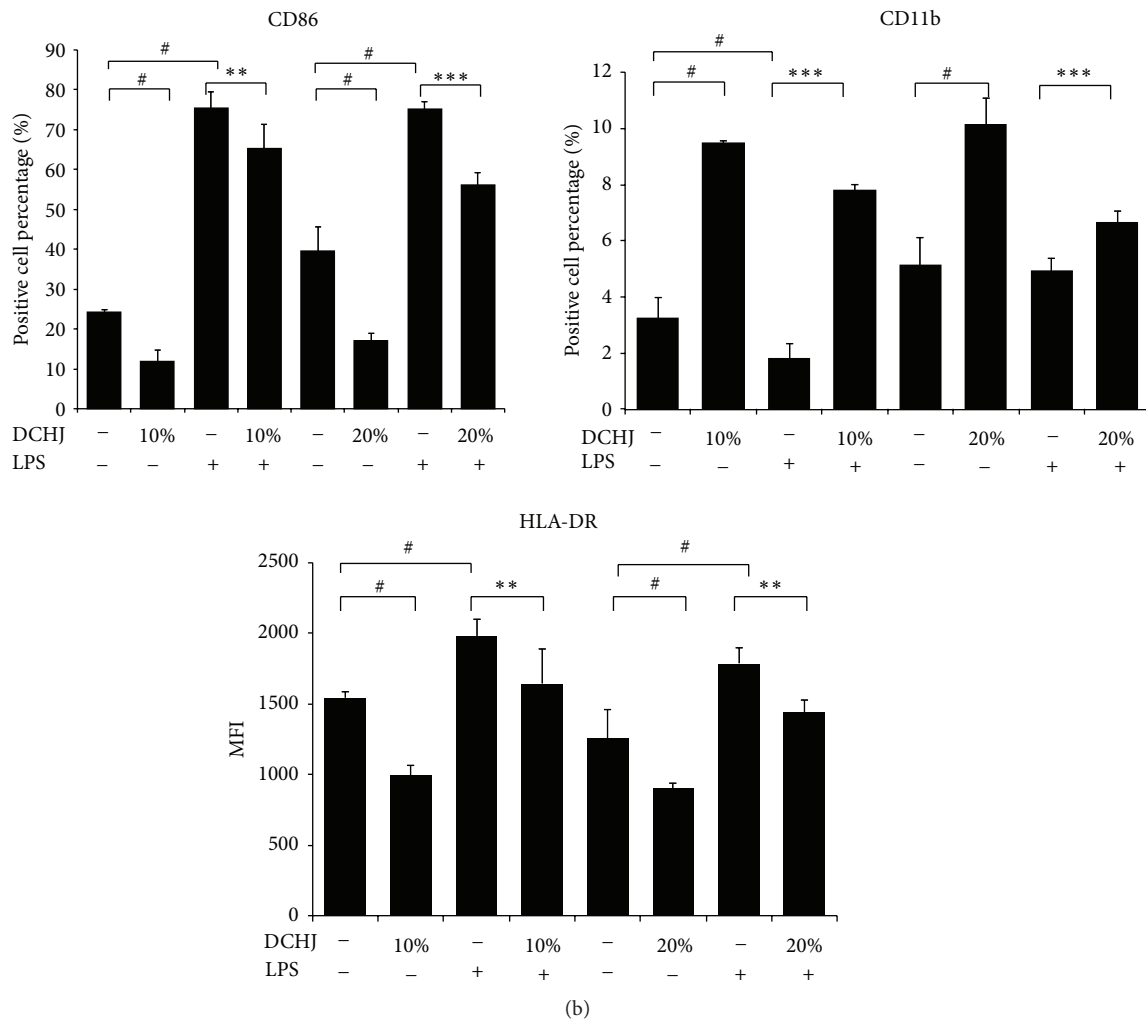 CD86
Positive cell percentage (%)
90
80
70
60
50
40
30
20
10
0
# # ** # # ***
DCHJ – 10% – 10% – 20% – 20%
LPS – – + + – – + +
CD11b
Positive cell percentage (%)
12
10
8
6
4
2
0
# # *** # ***
DCHJ – 10% – 10% – 20% – 20%
LPS – – + + – – + +
HLA-DR
MFI
2500
2000
1500
1000
500
0
# # ** # # **
DCHJ – 10% – 10% – 20% – 20%
LPS – – + + – – + +
(b)